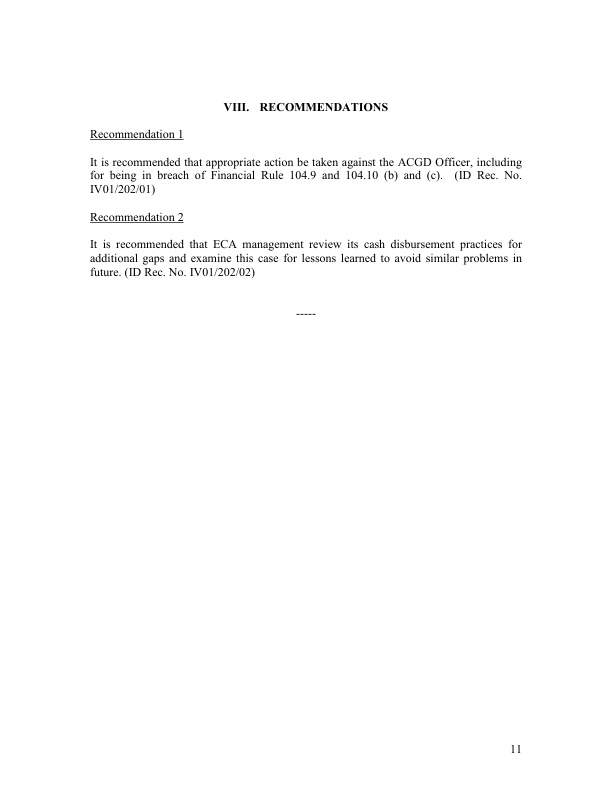 VIII. RECOMMENDATIONS
Recommendation 1
It is recommended that appropriate action be taken against the ACGD Officer, including
for being in breach of Financial Rule 104.9 and 104.10 (b) and (c). (ID Rec. No.
IV01/202/01)
Recommendation 2
It is recommended that ECA management review its cash disbursement practices for
additional gaps and examine this case for lessons learned to avoid similar problems in
future. (ID Rec. No. IV01/202/02)
-----
11